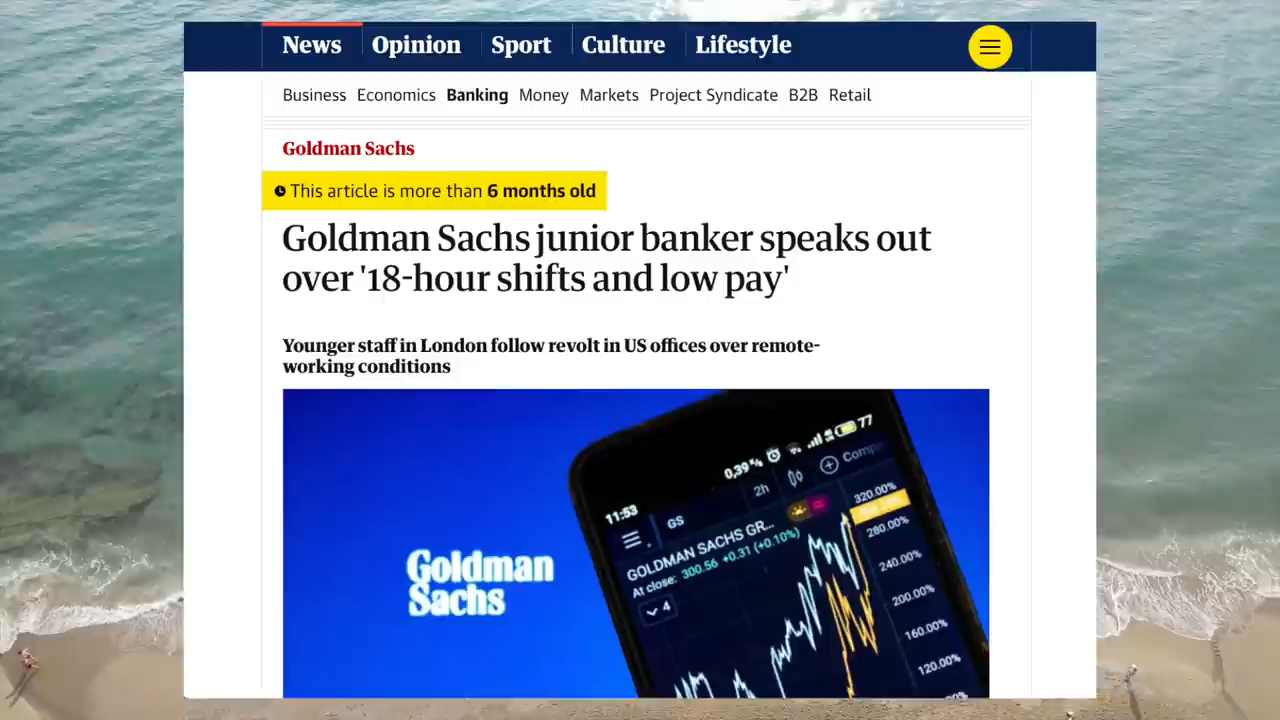 News Opinion Sport Culture Lifestyle
Business Economics Banking Money Markets Project Syndicate B2B Retail
Goldman Sachs
This article is more than 6 months old
Goldman Sachs junior banker speaks out
over '18-hour shifts and low pay'
Younger staff in London follow revolt in US offices over remote-
working conditions
Goldman
Sachs
11:53
77
GS
2h
GOLDMAN SACHS GR...
At close: 300.56 +0.31 (+0.10%)
4
320.00%
280.00%
240.00%
200.00%
160.00%
120.00%